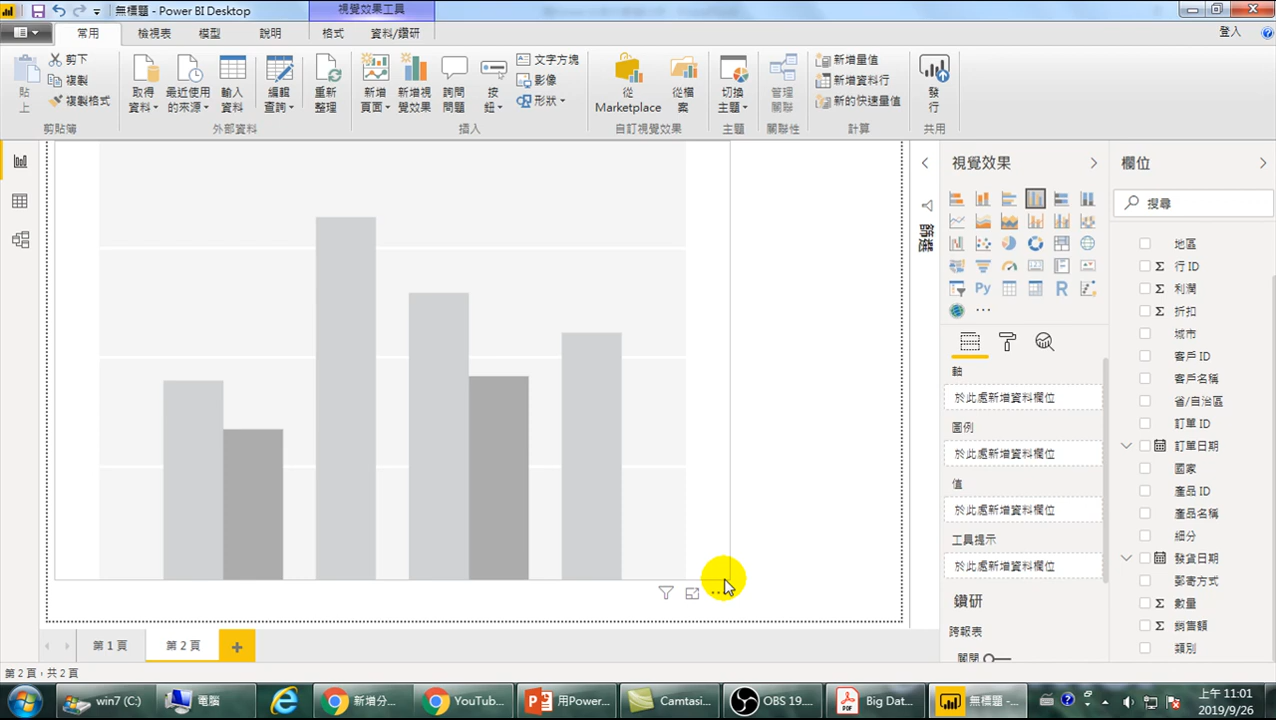 無標題 - Power BI Desktop
視覺效果工具
常用
檢視表
模型
說明
格式
資料/鑽研
登入
貼上
剪下
複製
複製格式
剪貼簿
取得資料
最近使用的來源
輸入資料
編輯查詢
重新整理
外部資料
新增頁面
新增視覺效果
詢問問題
按鈕
文字方塊
影像
形狀
插入
從 Marketplace
從檔案
自訂視覺效果
切換主題
主題
管理關聯
關聯性
新增量值
新增資料行
新的快速量值
計算
發行
共用
篩選
視覺效果
Py
R
軸
於此處新增資料欄位
圖例
於此處新增資料欄位
值
於此處新增資料欄位
工具提示
於此處新增資料欄位
鑽研
跨報表
關閉
欄位
搜尋
地區
Σ 行 ID
Σ 利潤
Σ 折扣
城市
客戶 ID
客戶名稱
省/自治區
訂單 ID
訂單日期
國家
產品 ID
產品名稱
細分
發貨日期
郵寄方式
Σ 數量
Σ 銷售額
類別
第 1 頁
第 2 頁
第 2 頁，共 2 頁
win7 (C:)
電腦
新增分...
YouTub...
用Power...
Camtasi...
OBS 19...
Big Dat...
無標題 -...
上午 11:01
2019/9/26